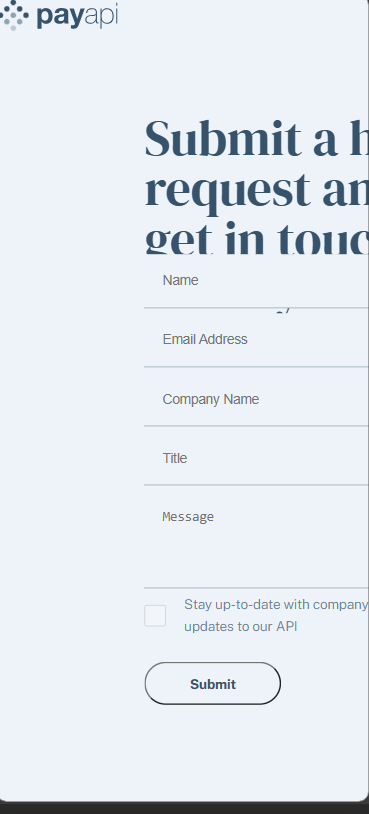 payapi
Submit a h
request an
get in touc
Name
Email Address
Company Name
Title
Message
Stay up-to-date with company
updates to our API
Submit